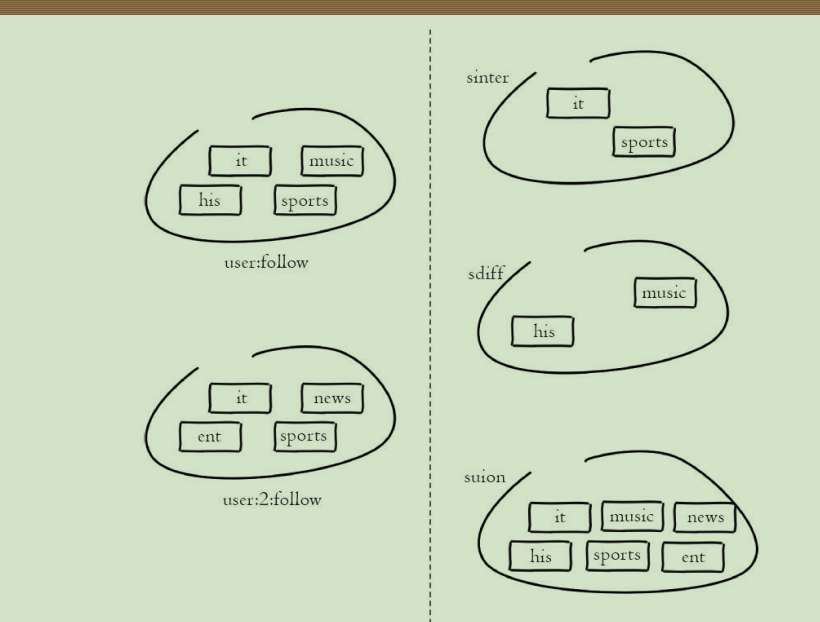 it music
his sports
user:follow
it news
ent sports
user:2:follow
sinter
it
sports
sdiff
music
his
suion
it music news
his sports ent